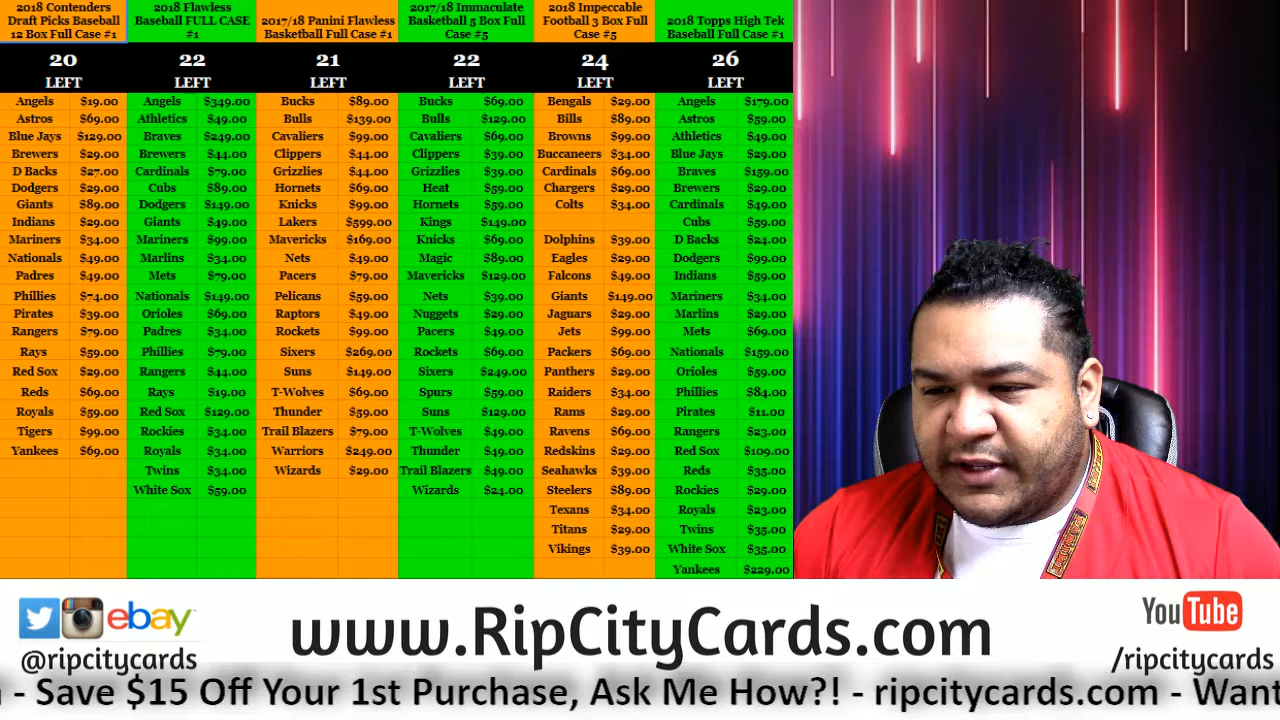 2018 Contenders
Draft Picks Baseball
12 Box Full Case #1
20
LEFT
Angels $19.00
Astros $69.00
Blue Jays $129.00
Brewers $29.00
D Backs $27.00
Dodgers $29.00
Giants $89.00
Indians $29.00
Mariners $34.00
Nationals $49.00
Padres $49.00
Phillies $74.00
Pirates $39.00
Rangers $79.00
Rays $59.00
Red Sox $29.00
Reds $69.00
Royals $59.00
Tigers $99.00
Yankees $69.00
2018 Flawless
Baseball FULL CASE
#1
22
LEFT
Angels $349.00
Athletics $49.00
Braves $249.00
Brewers $44.00
Cardinals $79.00
Cubs $89.00
Dodgers $149.00
Giants $49.00
Mariners $99.00
Marlins $34.00
Mets $79.00
Nationals $149.00
Orioles $69.00
Padres $34.00
Phillies $79.00
Rangers $44.00
Rays $19.00
Red Sox $129.00
Rockies $34.00
Royals $34.00
Twins $34.00
White Sox $59.00
2017/18 Panini Flawless
Basketball Full Case #1
21
LEFT
Bucks $89.00
Bulls $139.00
Cavaliers $99.00
Clippers $44.00
Grizzlies $44.00
Hornets $69.00
Knicks $99.00
Lakers $599.00
Mavericks $169.00
Nets $49.00
Pacers $79.00
Pelicans $59.00
Raptors $49.00
Rockets $99.00
Sixers $269.00
Suns $149.00
T-Wolves $69.00
Thunder $59.00
Trail Blazers $79.00
Warriors $249.00
Wizards $29.00
2017/18 Immaculate
Basketball 5 Box Full
Case #5
22
LEFT
Bucks $69.00
Bulls $129.00
Cavaliers $69.00
Clippers $39.00
Grizzlies $39.00
Heat $59.00
Hornets $59.00
Kings $149.00
Knicks $69.00
Magic $89.00
Mavericks $129.00
Nets $39.00
Nuggets $29.00
Pacers $49.00
Rockets $69.00
Sixers $249.00
Spurs $59.00
Suns $129.00
T-Wolves $49.00
Thunder $49.00
Trail Blazers $49.00
Wizards $24.00
2018 Impeccable
Football 3 Box Full
Case #5
24
LEFT
Bengals $29.00
Bills $89.00
Browns $99.00
Buccaneers $34.00
Cardinals $69.00
Chargers $29.00
Colts $34.00
Dolphins $39.00
Eagles $29.00
Falcons $49.00
Giants $149.00
Jaguars $29.00
Jets $99.00
Packers $69.00
Panthers $29.00
Raiders $34.00
Rams $29.00
Ravens $69.00
Redskins $29.00
Seahawks $39.00
Steelers $89.00
Texans $34.00
Titans $29.00
Vikings $39.00
2018 Topps High Tek
Baseball Full Case #1
26
LEFT
Angels $179.00
Astros $59.00
Athletics $49.00
Blue Jays $29.00
Braves $159.00
Brewers $29.00
Cardinals $49.00
Cubs $59.00
D Backs $24.00
Dodgers $99.00
Indians $59.00
Mariners $34.00
Marlins $29.00
Mets $69.00
Nationals $159.00
Orioles $59.00
Phillies $84.00
Pirates $11.00
Rangers $23.00
Red Sox $109.00
Reds $35.00
Rockies $29.00
Royals $23.00
Twins $35.00
White Sox $35.00
Yankees $229.00
ebay
@ripcitycards
www.RipCityCards.com
YouTube
/ripcitycards
- Save $15 Off Your 1st Purchase, Ask Me How?! - ripcitycards.com - Want